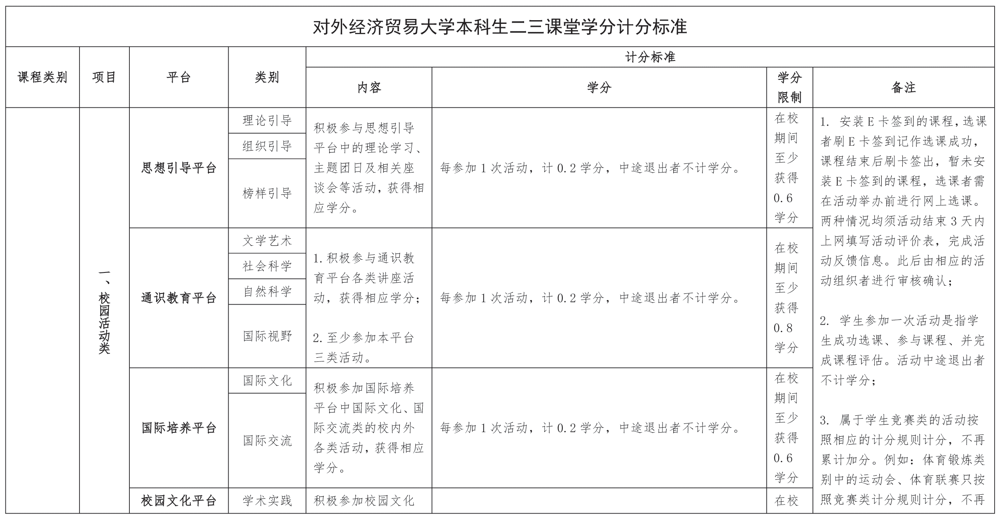 对外经济贸易大学本科生二三课堂学分计分标准
课程类别
项目
平台
类别
计分标准
内容
学分
学分
限制
备注
一、校园活动类
思想引导平台
理论引导
组织引导
榜样引导
积极参与思想引导
平台中的理论学习、
主题团日及相关座
谈会等活动,获得相
应学分。
每参加1次活动，计0.2学分，中途退出者不计学分。
在校
期间
至少
获得
0.6
学分
通识教育平台
文学艺术
社会科学
自然科学
国际视野
1.积极参与通识教
育平台各类讲座活
动，获得相应学分；
2.至少参加本平台
三类活动。
每参加1次活动，计0.2学分，中途退出者不计学分。
在校
期间
至少
获得
0.8
学分
国际培养平台
国际文化
国际交流
积极参加国际培养
平台中国际文化、国
际交流类的校内外
各类活动,获得相应
学分。
每参加1次活动，计0.2学分，中途退出者不计学分。
在校
期间
至少
获得
0.6
学分
校园文化平台
学术实践
积极参加校园文化
在校
1. 安装E卡签到的课程,选课
者刷E卡签到记作选课成功，
课程结束后刷卡签出，暂未安
装E卡签到的课程，选课者需
在活动举办前进行网上选课。
两种情况均须活动结束3天内
上网填写活动评价表，完成活
动反馈信息。此后由相应的活
动组织者进行审核确认；
2. 学生参加一次活动是指学
生成功选课、参与课程、并完
成课程评估。活动中途退出者
不计学分；
3. 属于学生竞赛类的活动按
照相应的计分规则计分，不再
累计加分。例如：体育锻炼类
别中的运动会、体育联赛只按
照竞赛类计分规则计分，不再